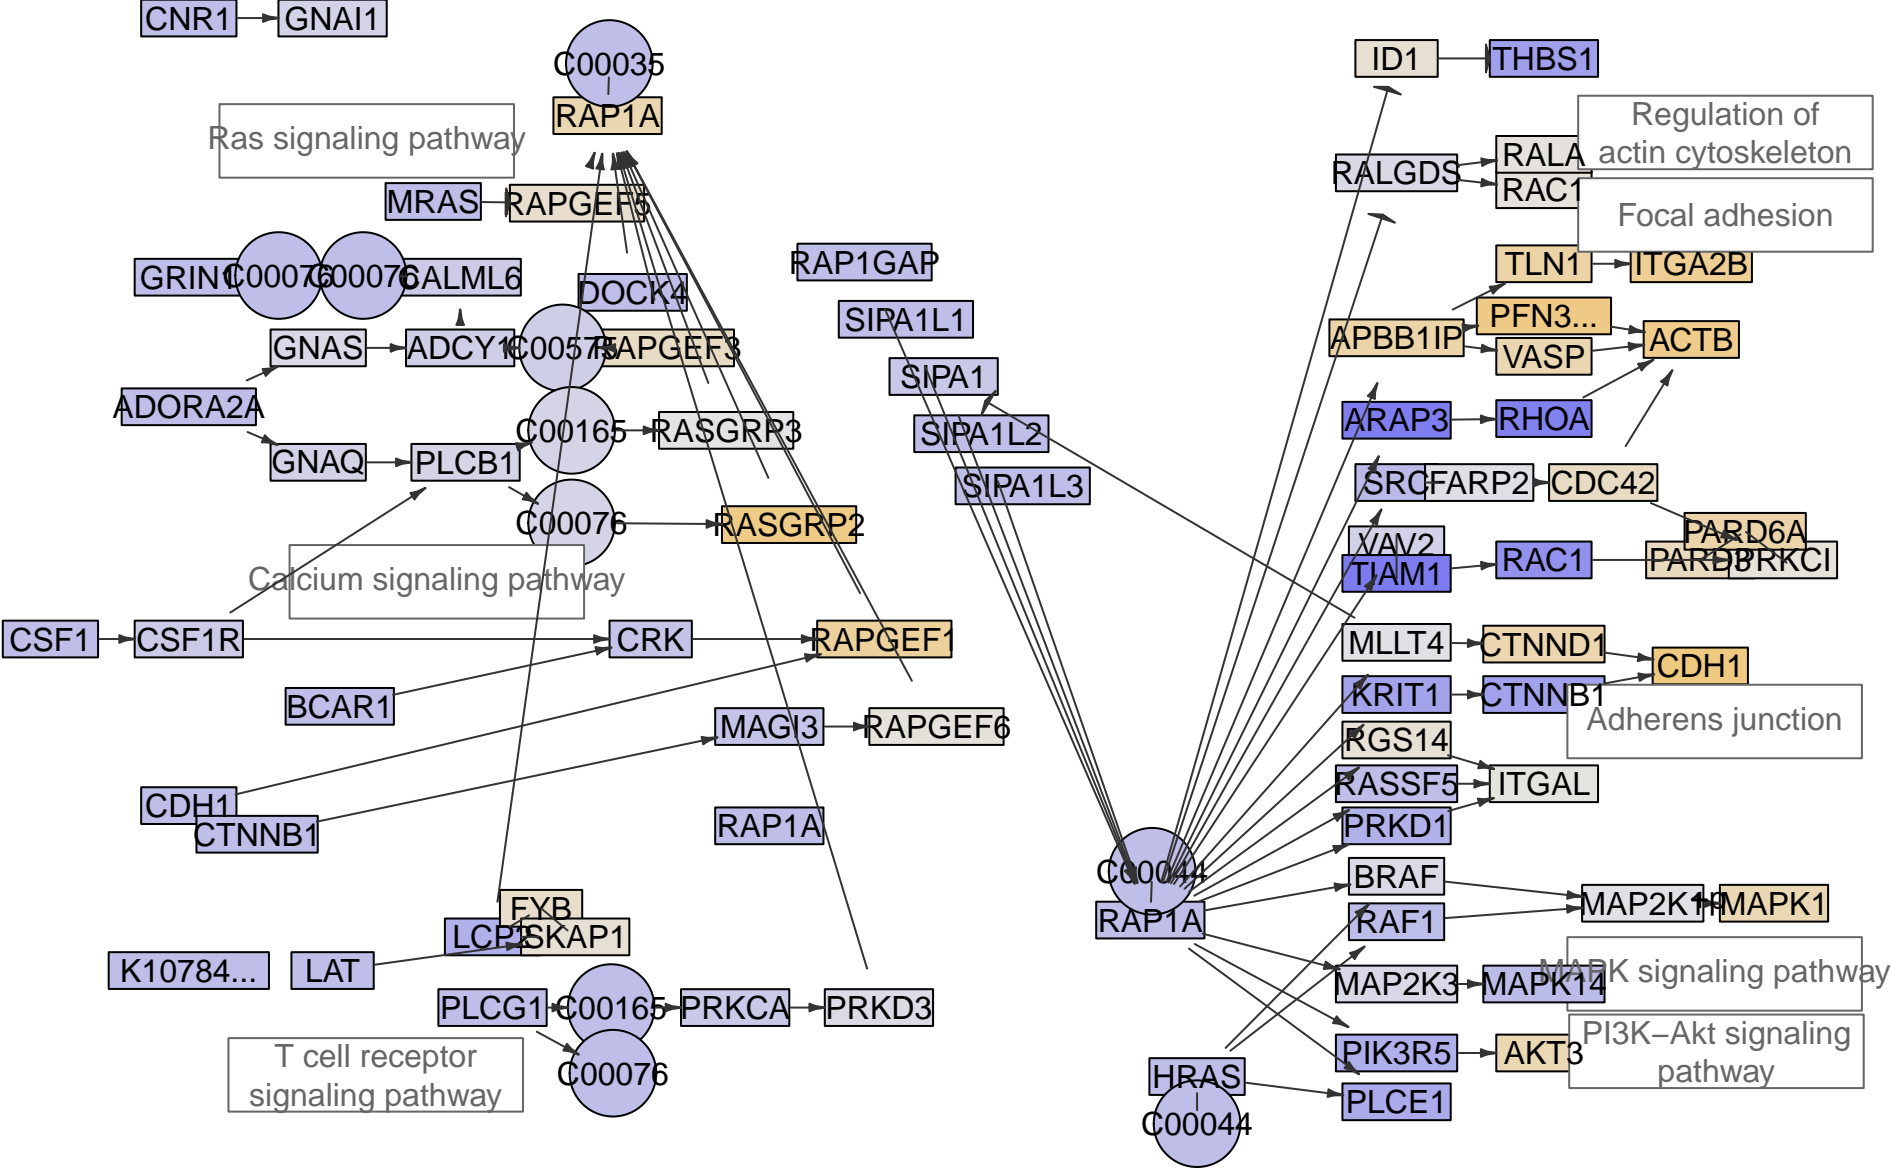 CNR1
GNAI1
C00035
RAP1A
Ras signaling pathway
MRAS
RAPGEF5
GRIN1
C00076
C00076
CALML6
DOCK4
GNAS
ADCY1
C00575
RAPGEF3
ADORA2A
C00165
RASGRP3
GNAQ
PLCB1
C00076
RASGRP2
Calcium signaling pathway
CSF1
CSF1R
CRK
RAPGEF1
BCAR1
MAGI3
RAPGEF6
CDH1
CTNNB1
RAP1A
FYB
LCP2
SKAP1
K10784...
LAT
PLCG1
C00165
PRKCA
PRKD3
T cell receptor
signaling pathway
C00076
RAP1GAP
SIPA1L1
SIPA1
SIPA1L2
SIPA1L3
C00044
RAP1A
HRAS
C00044
ID1
THBS1
Regulation of
actin cytoskeleton
RALGDS
RALA
RAC1
Focal adhesion
TLN1
ITGA2B
APBB1IP
PFN3...
VASP
ACTB
ARAP3
RHOA
SRC
FARP2
CDC42
VAV2
TIAM1
RAC1
PARD6A
PARD3
PRKCI
MLLT4
CTNND1
CDH1
KRIT1
CTNNB1
Adherens junction
RGS14
RASSF5
ITGAL
PRKD1
BRAF
RAF1
MAP2K1
+p
MAPK1
MAP2K3
MAPK14
MAPK signaling pathway
PIK3R5
AKT3
PI3K−Akt signaling
pathway
PLCE1